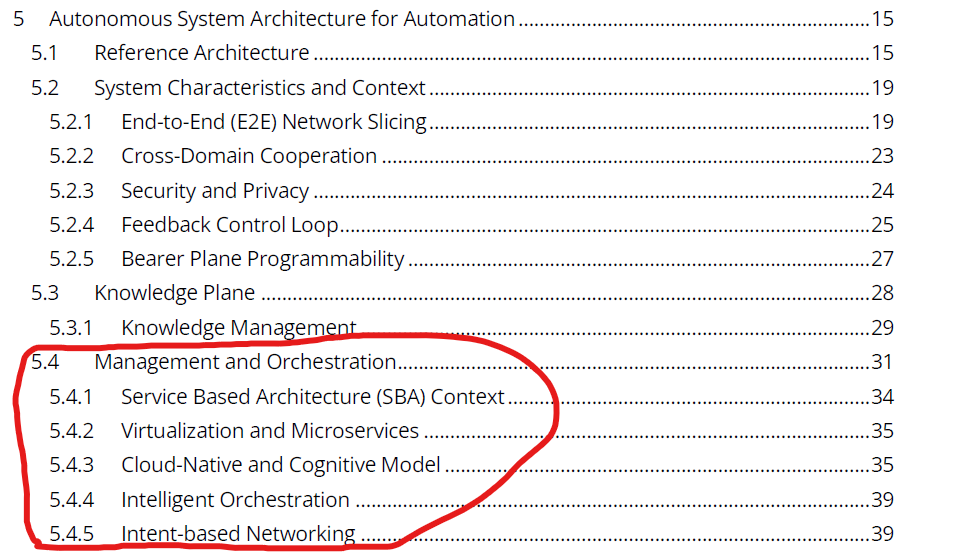 5 Autonomous System Architecture for Automation ........................................................ 15
5.1 Reference Architecture ........................................................ 15
5.2 System Characteristics and Context ........................................................ 19
5.2.1 End-to-End (E2E) Network Slicing ........................................................ 19
5.2.2 Cross-Domain Cooperation ........................................................ 23
5.2.3 Security and Privacy ........................................................ 24
5.2.4 Feedback Control Loop ........................................................ 25
5.2.5 Bearer Plane Programmability ........................................................ 27
5.3 Knowledge Plane ........................................................ 28
5.3.1 Knowledge Management ........................................................ 29
5.4 Management and Orchestration ........................................................ 31
5.4.1 Service Based Architecture (SBA) Context ........................................................ 34
5.4.2 Virtualization and Microservices ........................................................ 35
5.4.3 Cloud-Native and Cognitive Model ........................................................ 35
5.4.4 Intelligent Orchestration ........................................................ 39
5.4.5 Intent-based Networking ........................................................ 39